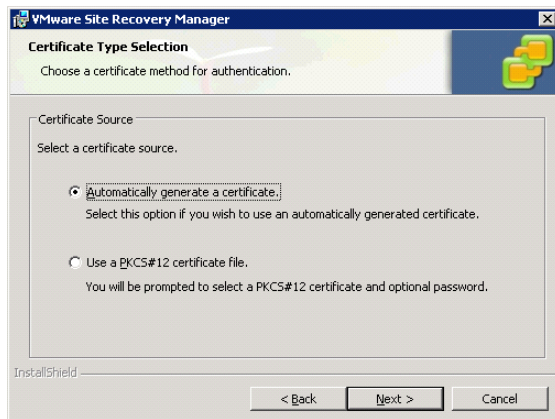 VMware Site Recovery Manager
Certificate Type Selection
Choose a certificate method for authentication.
Certificate Source
Select a certificate source.
Automatically generate a certificate.
Select this option if you wish to use an automatically generated certificate.
Use a PKCS#12 certificate file.
You will be prompted to select a PKCS#12 certificate and optional password.
InstallShield
< Back Next > Cancel